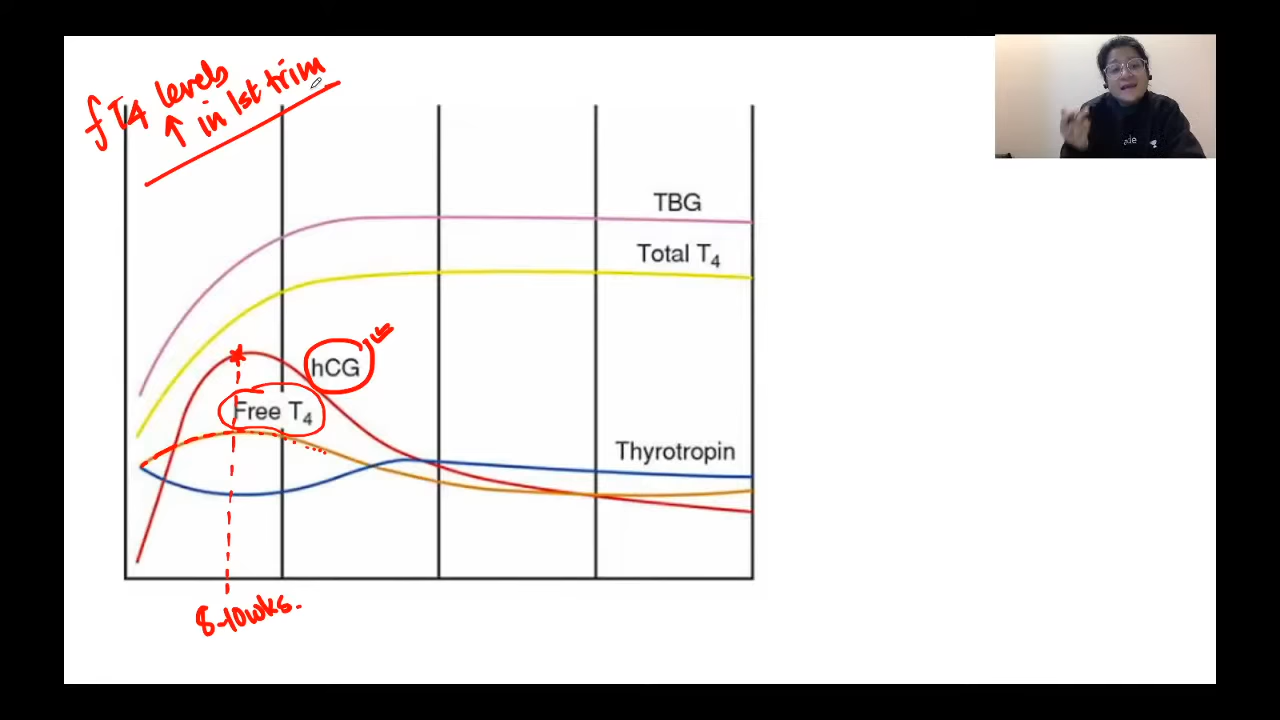 fT4 levels
↑ in 1st trim
TBG
Total T₄
hCG
Free T₄
Thyrotropin
8-10wks.